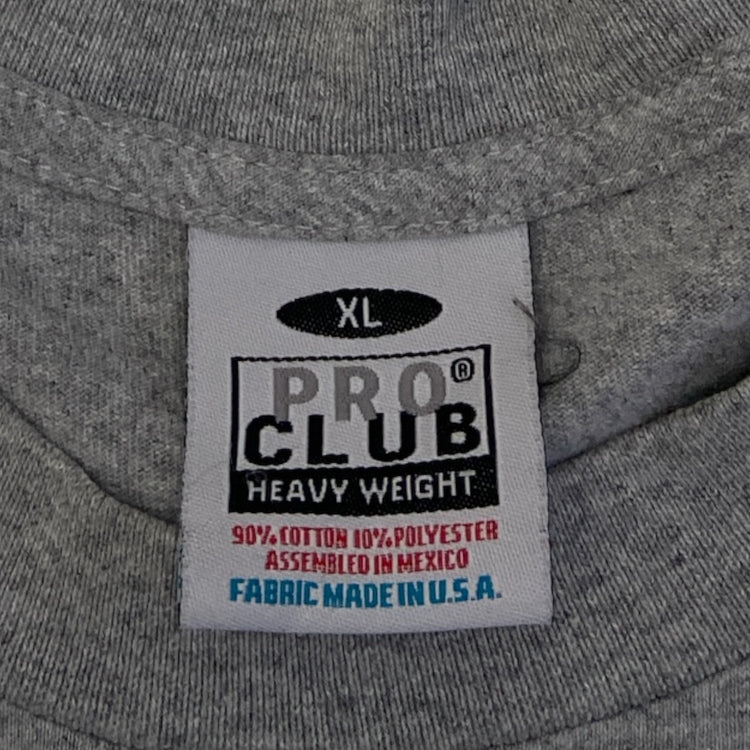 XL
PRO®
CLUB
HEAVY WEIGHT
90% COTTON 10% POLYESTER
ASSEMBLED IN MEXICO
FABRIC MADE IN U.S.A.